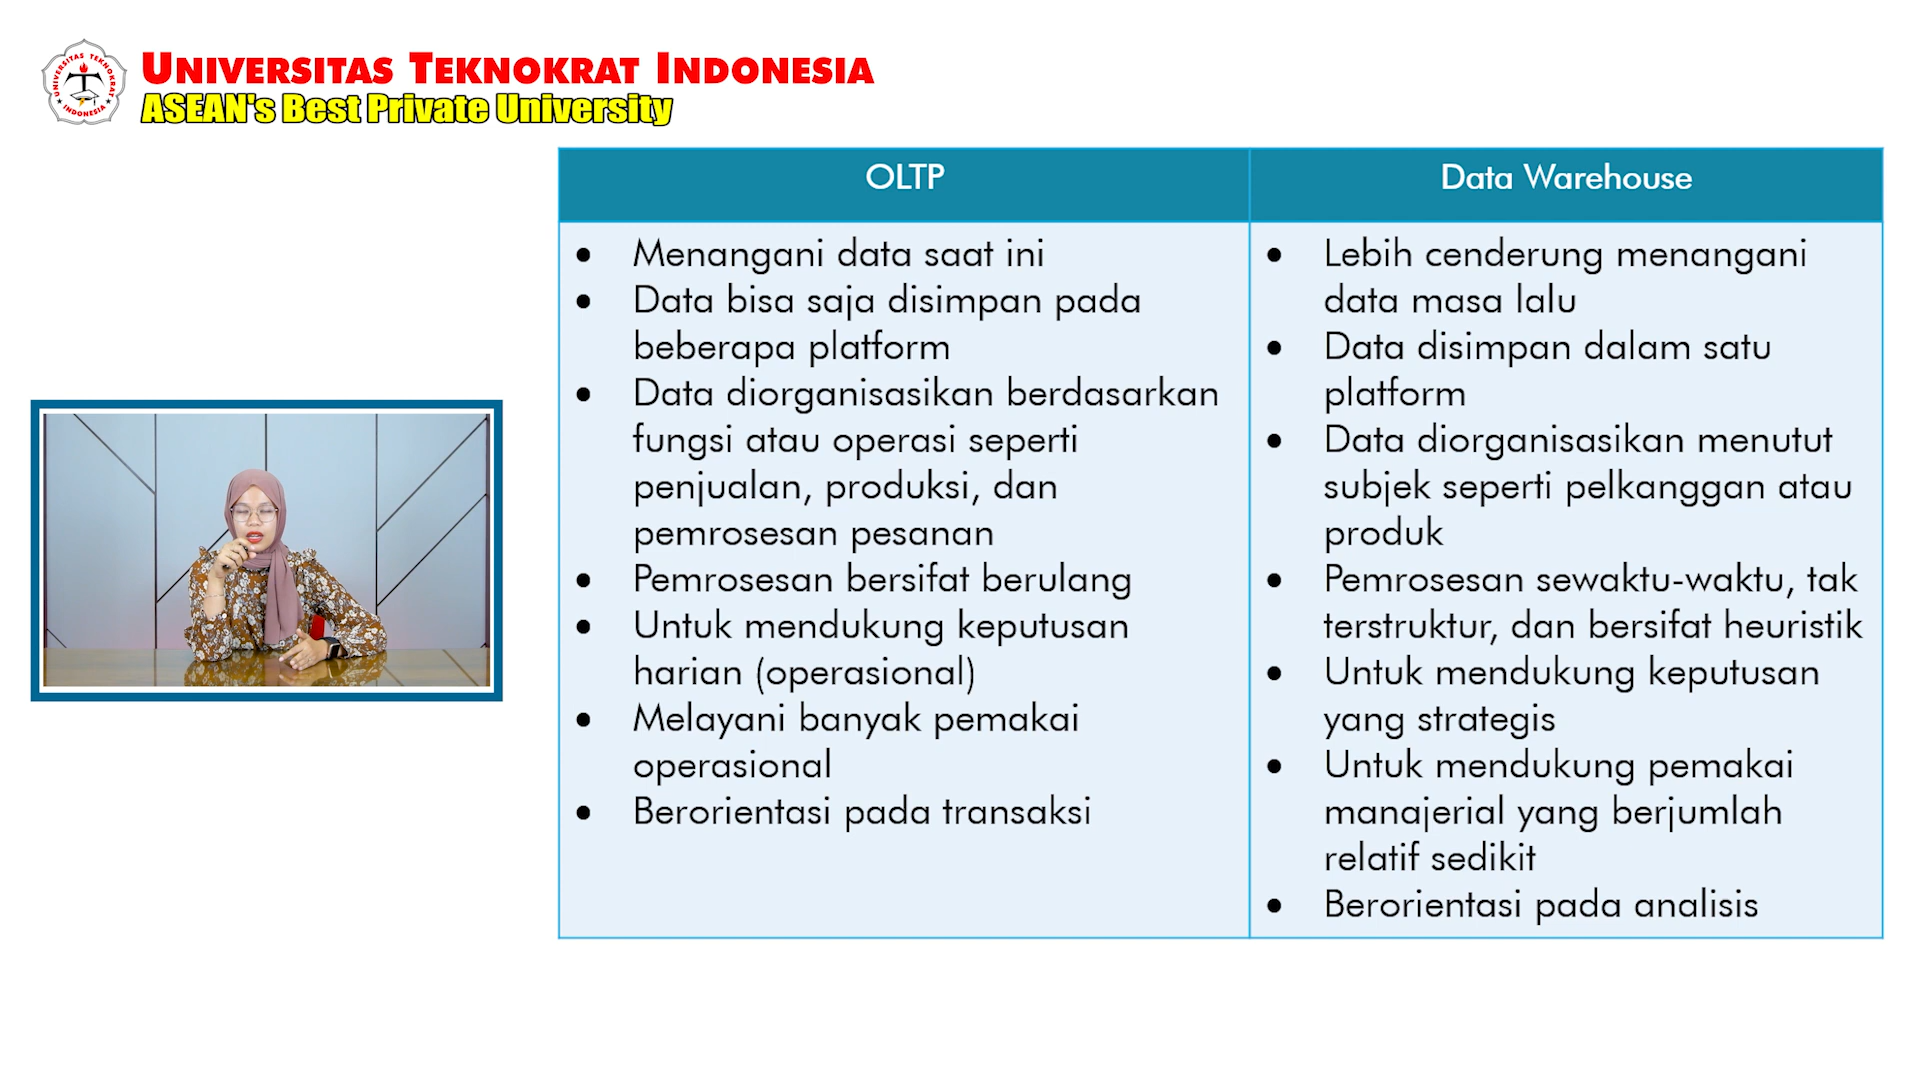 UNIVERSITAS TEKNOKRAT INDONESIA
ASEAN's Best Private University
UNIVERSITAS TEKNOKRAT
INDONESIA
OLTP
• Menangani data saat ini
• Data bisa saja disimpan pada
beberapa platform
• Data diorganisasikan berdasarkan
fungsi atau operasi seperti
penjualan, produksi, dan
pemrosesan pesanan
• Pemrosesan bersifat berulang
• Untuk mendukung keputusan
harian (operasional)
• Melayani banyak pemakai
operasional
• Berorientasi pada transaksi
Data Warehouse
• Lebih cenderung menangani
data masa lalu
• Data disimpan dalam satu
platform
• Data diorganisasikan menutut
subjek seperti pelkanggan atau
produk
• Pemrosesan sewaktu-waktu, tak
terstruktur, dan bersifat heuristik
• Untuk mendukung keputusan
yang strategis
• Untuk mendukung pemakai
manajerial yang berjumlah
relatif sedikit
• Berorientasi pada analisis